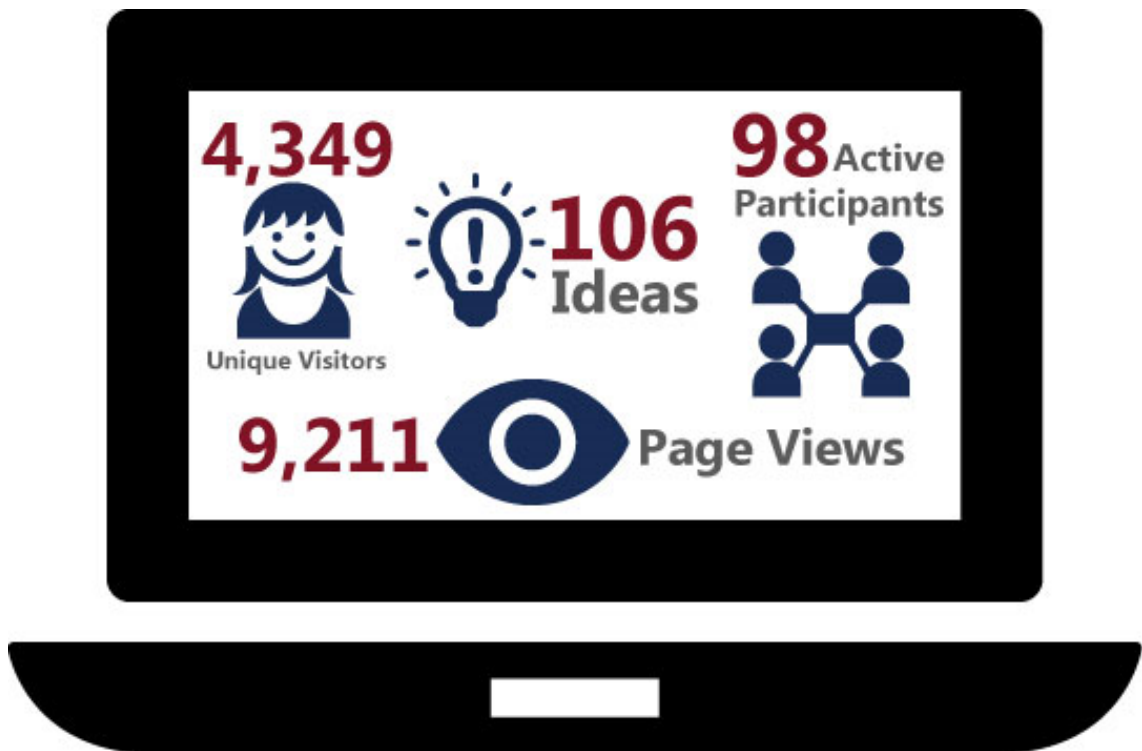 4,349
Unique Visitors
106
Ideas
98 Active
Participants
9,211 Page Views